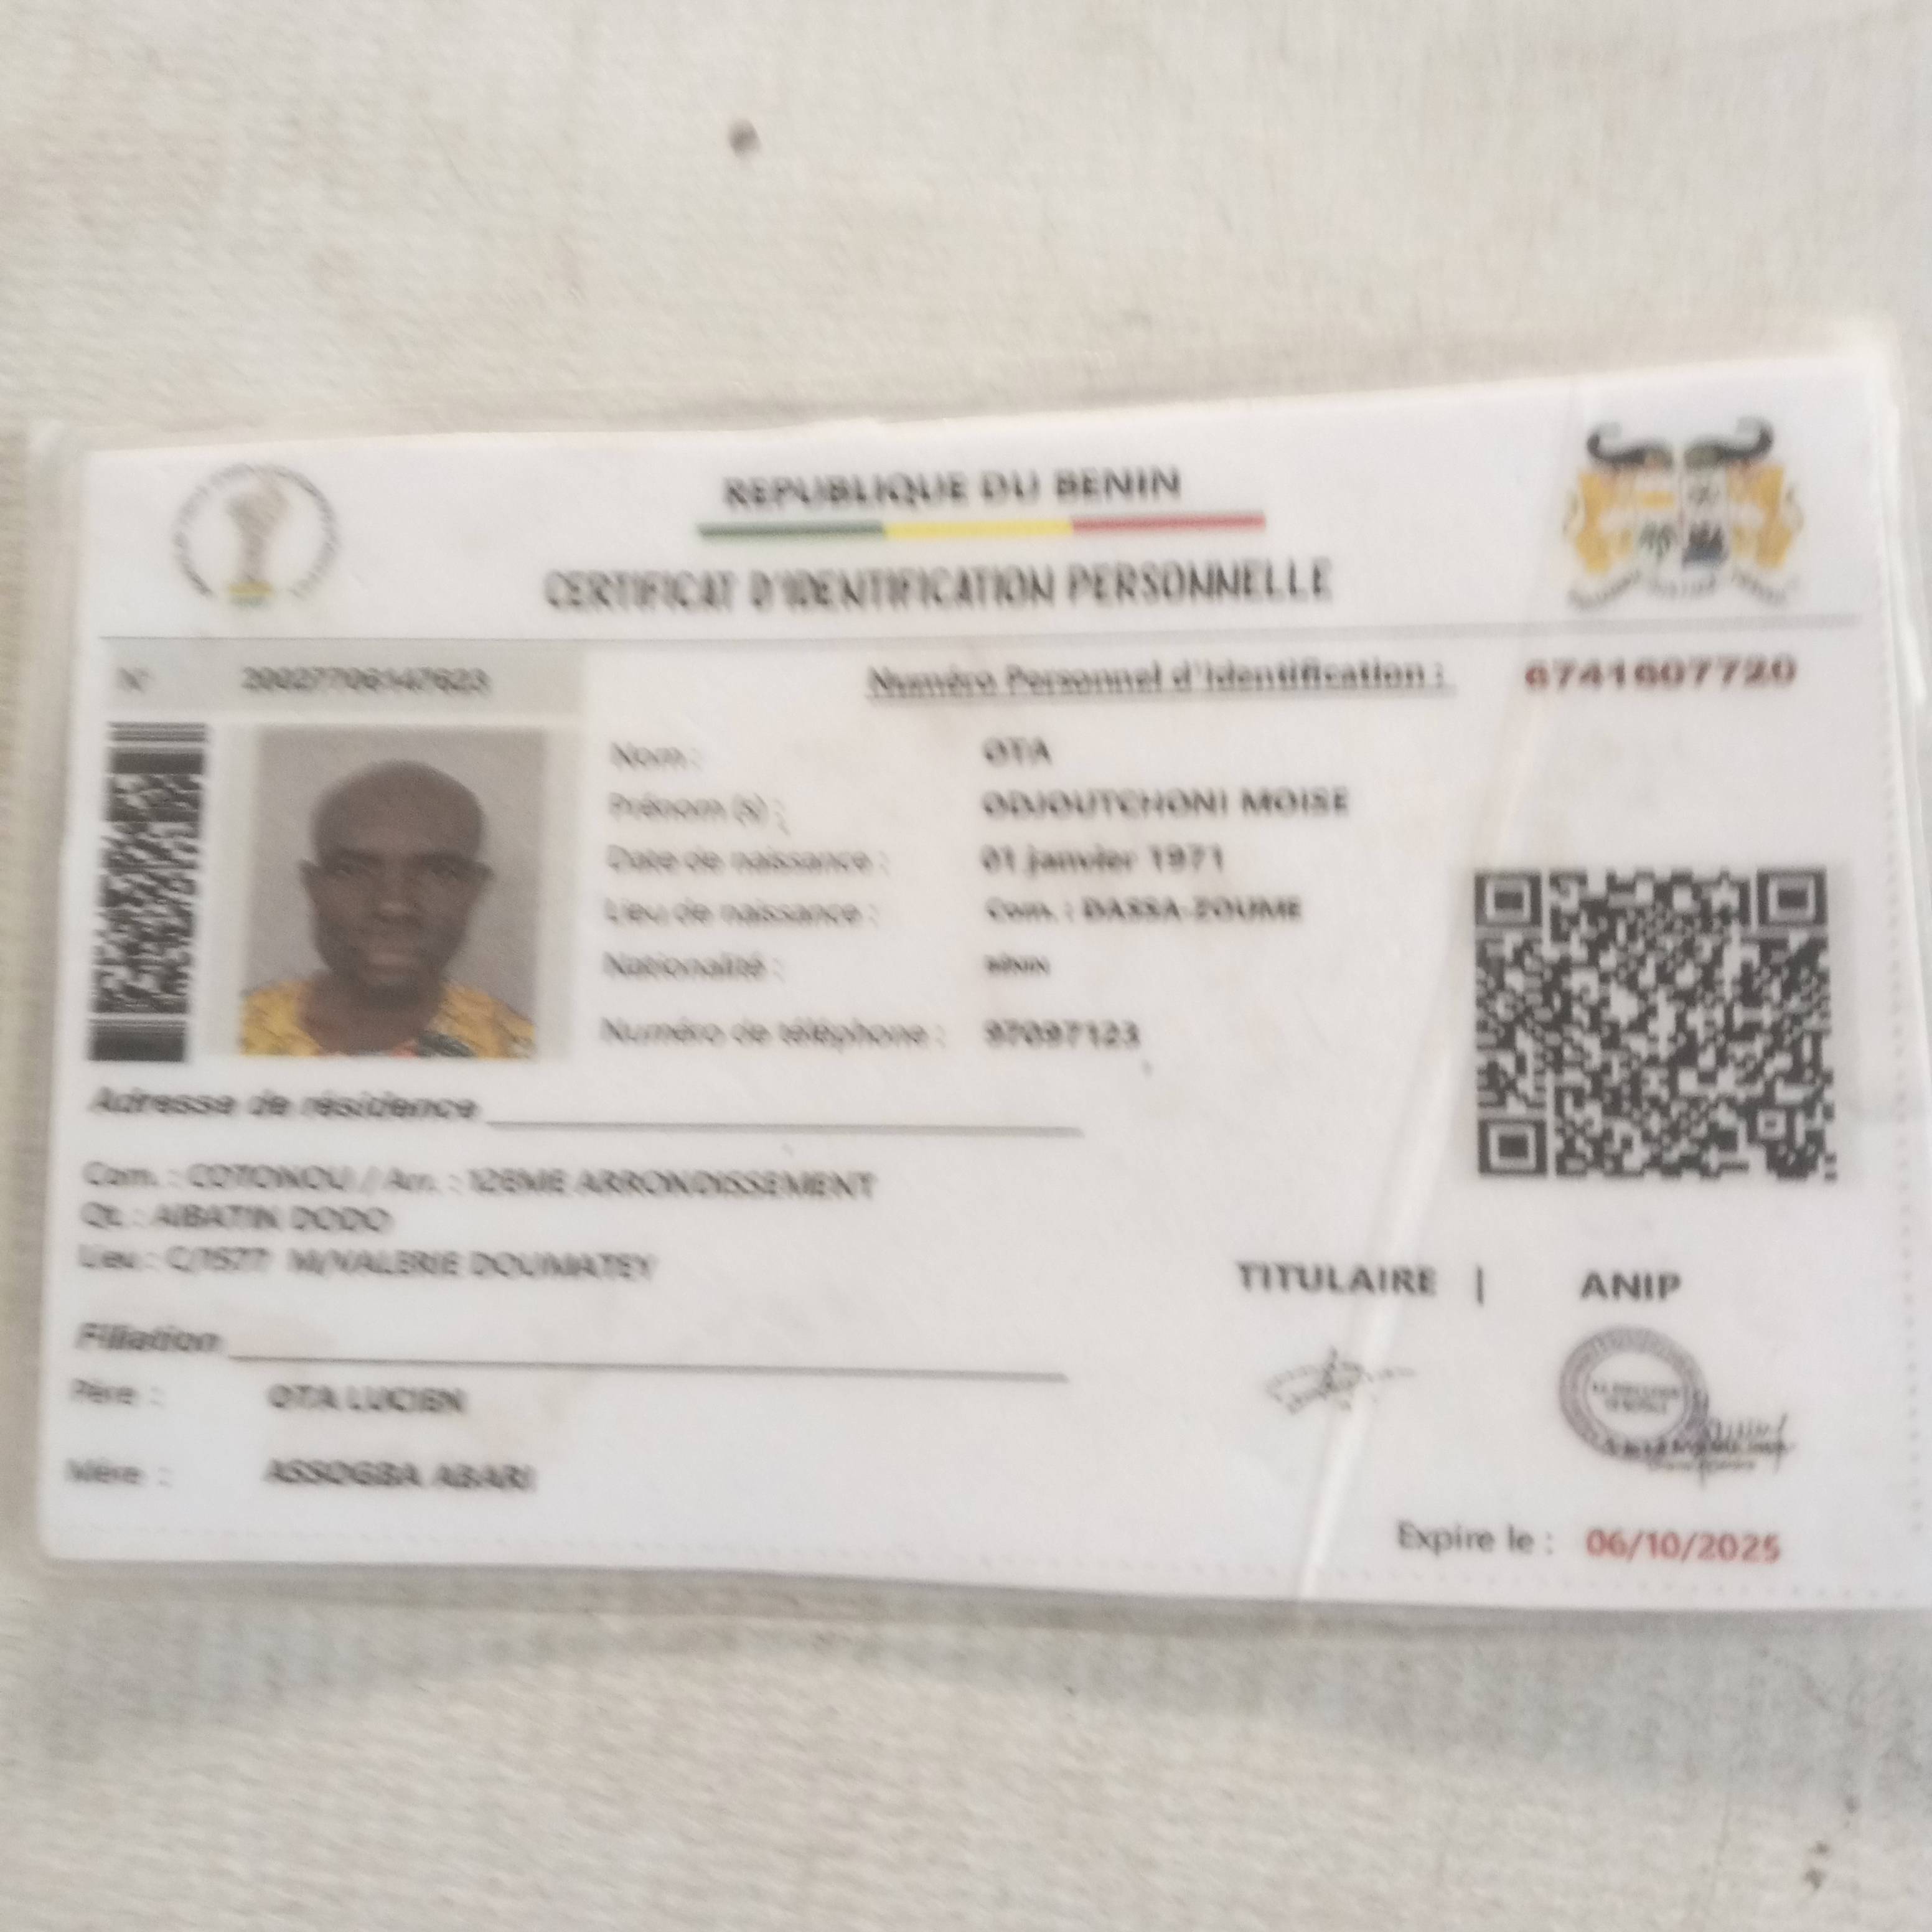 REPUBLIQUE DU BENIN
CERTIFICAT D'IDENTIFICATION PERSONNELLE
N° 20027706147623 Numéro Personnel d'Identification : 6741607720
Nom : OTA
Prénom (s) : ODJOUTCHONI MOISE
Date de naissance : 01 janvier 1971
Lieu de naissance : Com. : DASSA-ZOUME
Nationalité : BÉNIN
Numéro de téléphone : 97097123
Adresse de résidence
Com. : COTONOU / Arr. : 12EME ARRONDISSEMENT
Qt. : AIBATIN DODO
Lieu : C/1577 M/VALERIE DOUMATEY
TITULAIRE | ANIP
Filiation
Père : OTA LUCIEN
Mère : ASSOGBA ABARI
Expire le : 06/10/2025